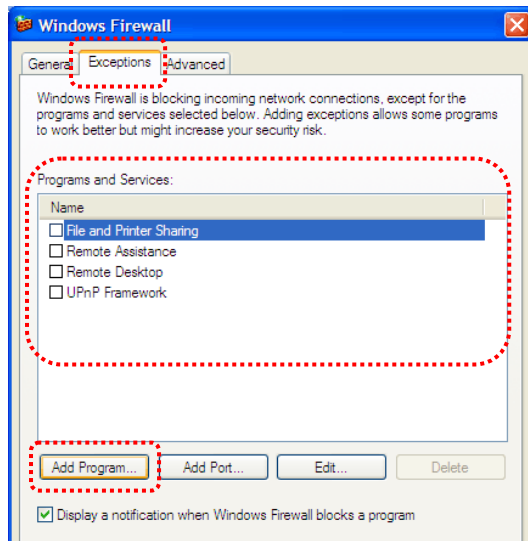 Windows Firewall
General Exceptions Advanced
Windows Firewall is blocking incoming network connections, except for the
programs and services selected below. Adding exceptions allows some programs
to work better but might increase your security risk.
Programs and Services:
Name
File and Printer Sharing
Remote Assistance
Remote Desktop
UPnP Framework
Add Program... Add Port... Edit... Delete
Display a notification when Windows Firewall blocks a program